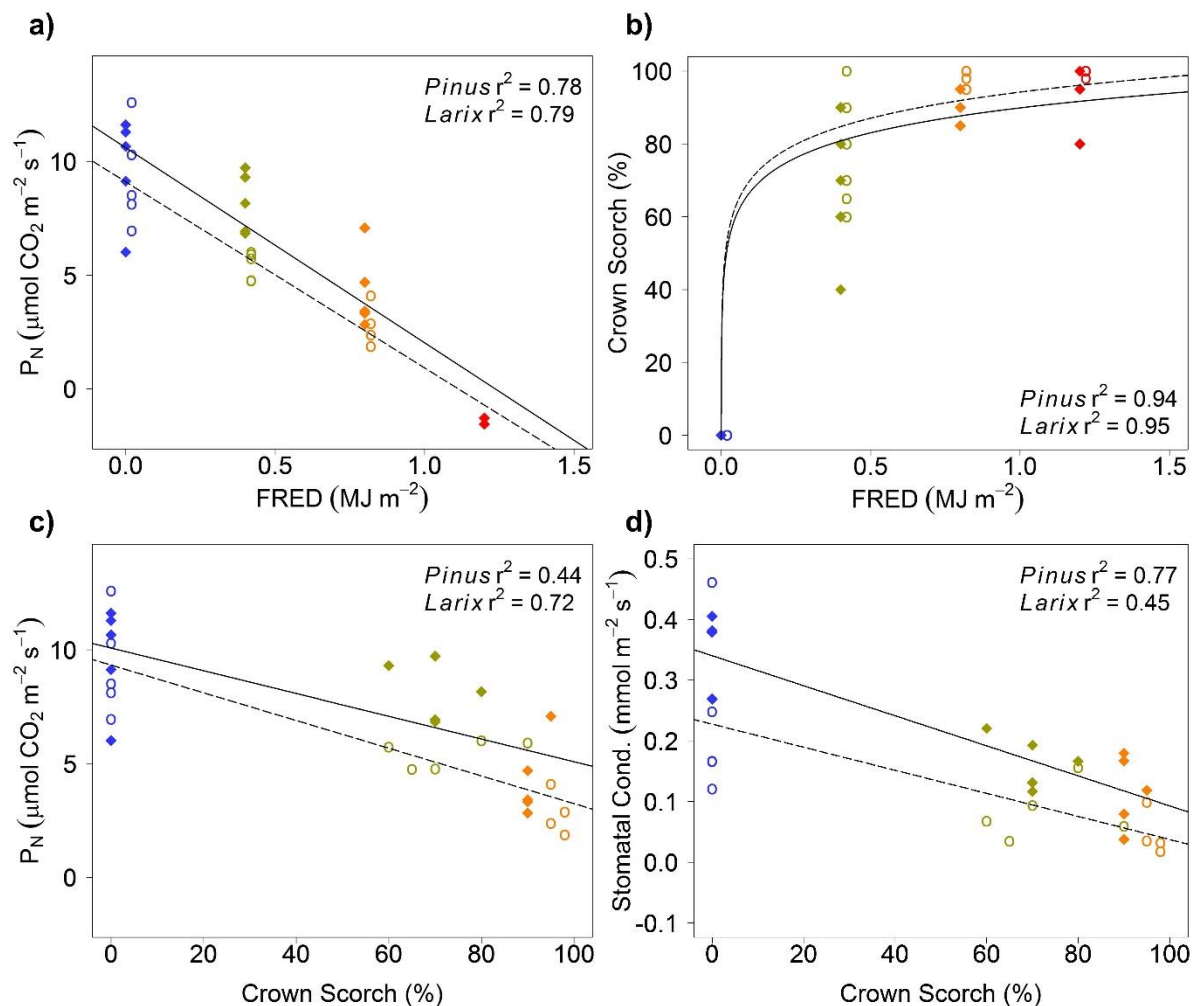 a)
Pinus r² = 0.78
Larix r² = 0.79
10
5
0
P_N (μmol CO₂ m⁻² s⁻¹)
0.0 0.5 1.0 1.5
FRED (MJ m⁻²)
b)
100
80
60
40
20
0
Crown Scorch (%)
Pinus r² = 0.94
Larix r² = 0.95
0.0 0.5 1.0 1.5
FRED (MJ m⁻²)
c)
Pinus r² = 0.44
Larix r² = 0.72
10
5
0
P_N (μmol CO₂ m⁻² s⁻¹)
0 20 40 60 80 100
Crown Scorch (%)
d)
Pinus r² = 0.77
Larix r² = 0.45
0.5
0.4
0.3
0.2
0.1
0.0
-0.1
Stomatal Cond. (mmol m⁻² s⁻¹)
0 20 40 60 80 100
Crown Scorch (%)